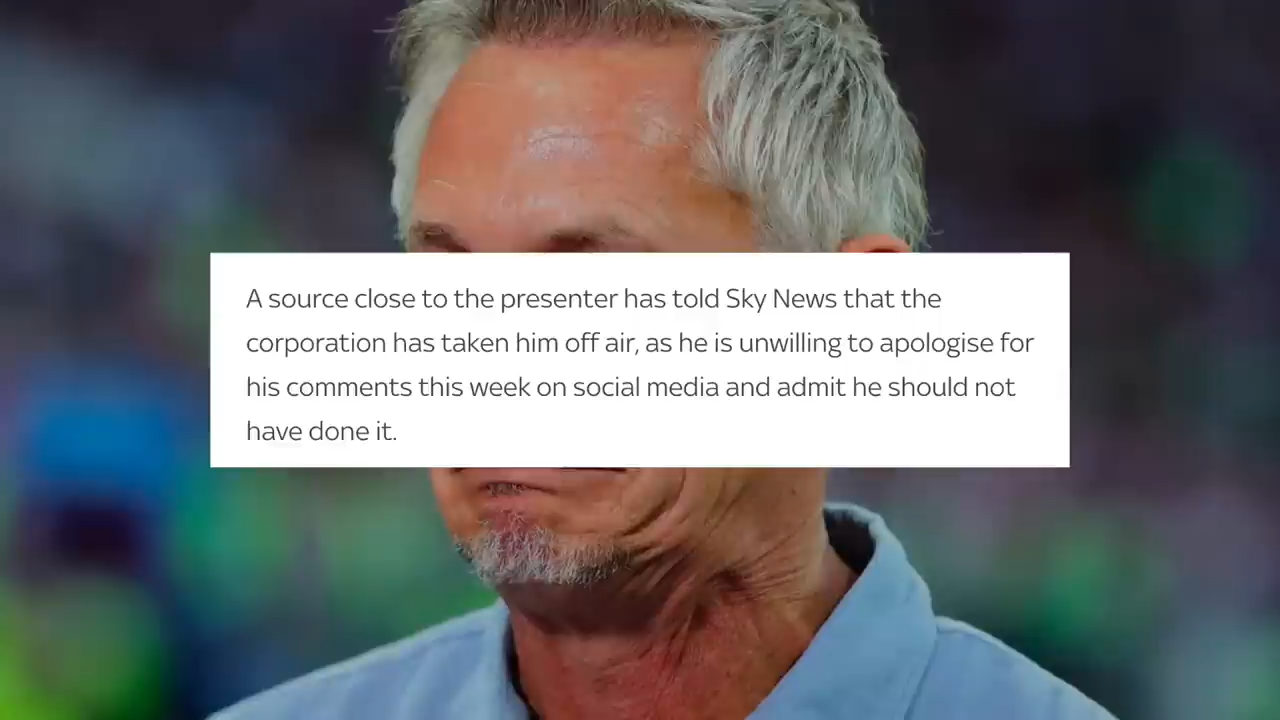 A source close to the presenter has told Sky News that the
corporation has taken him off air, as he is unwilling to apologise for
his comments this week on social media and admit he should not
have done it.